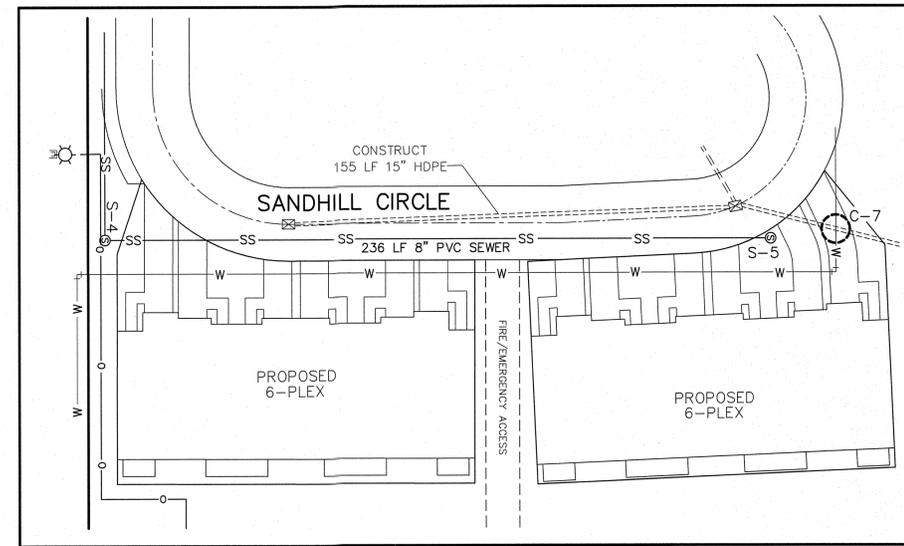 CONSTRUCT
155 LF 15" HDPE
SANDHILL CIRCLE
SS
S-4
S
SS
SS
SS
SS
SS
S
C-7
236 LF 8" PVC SEWER
S-5
O
W
W
W
W
W
W
W
FIRE/EMERGENCY ACCESS
PROPOSED
6-PLEX
PROPOSED
6-PLEX
O
W
O
O